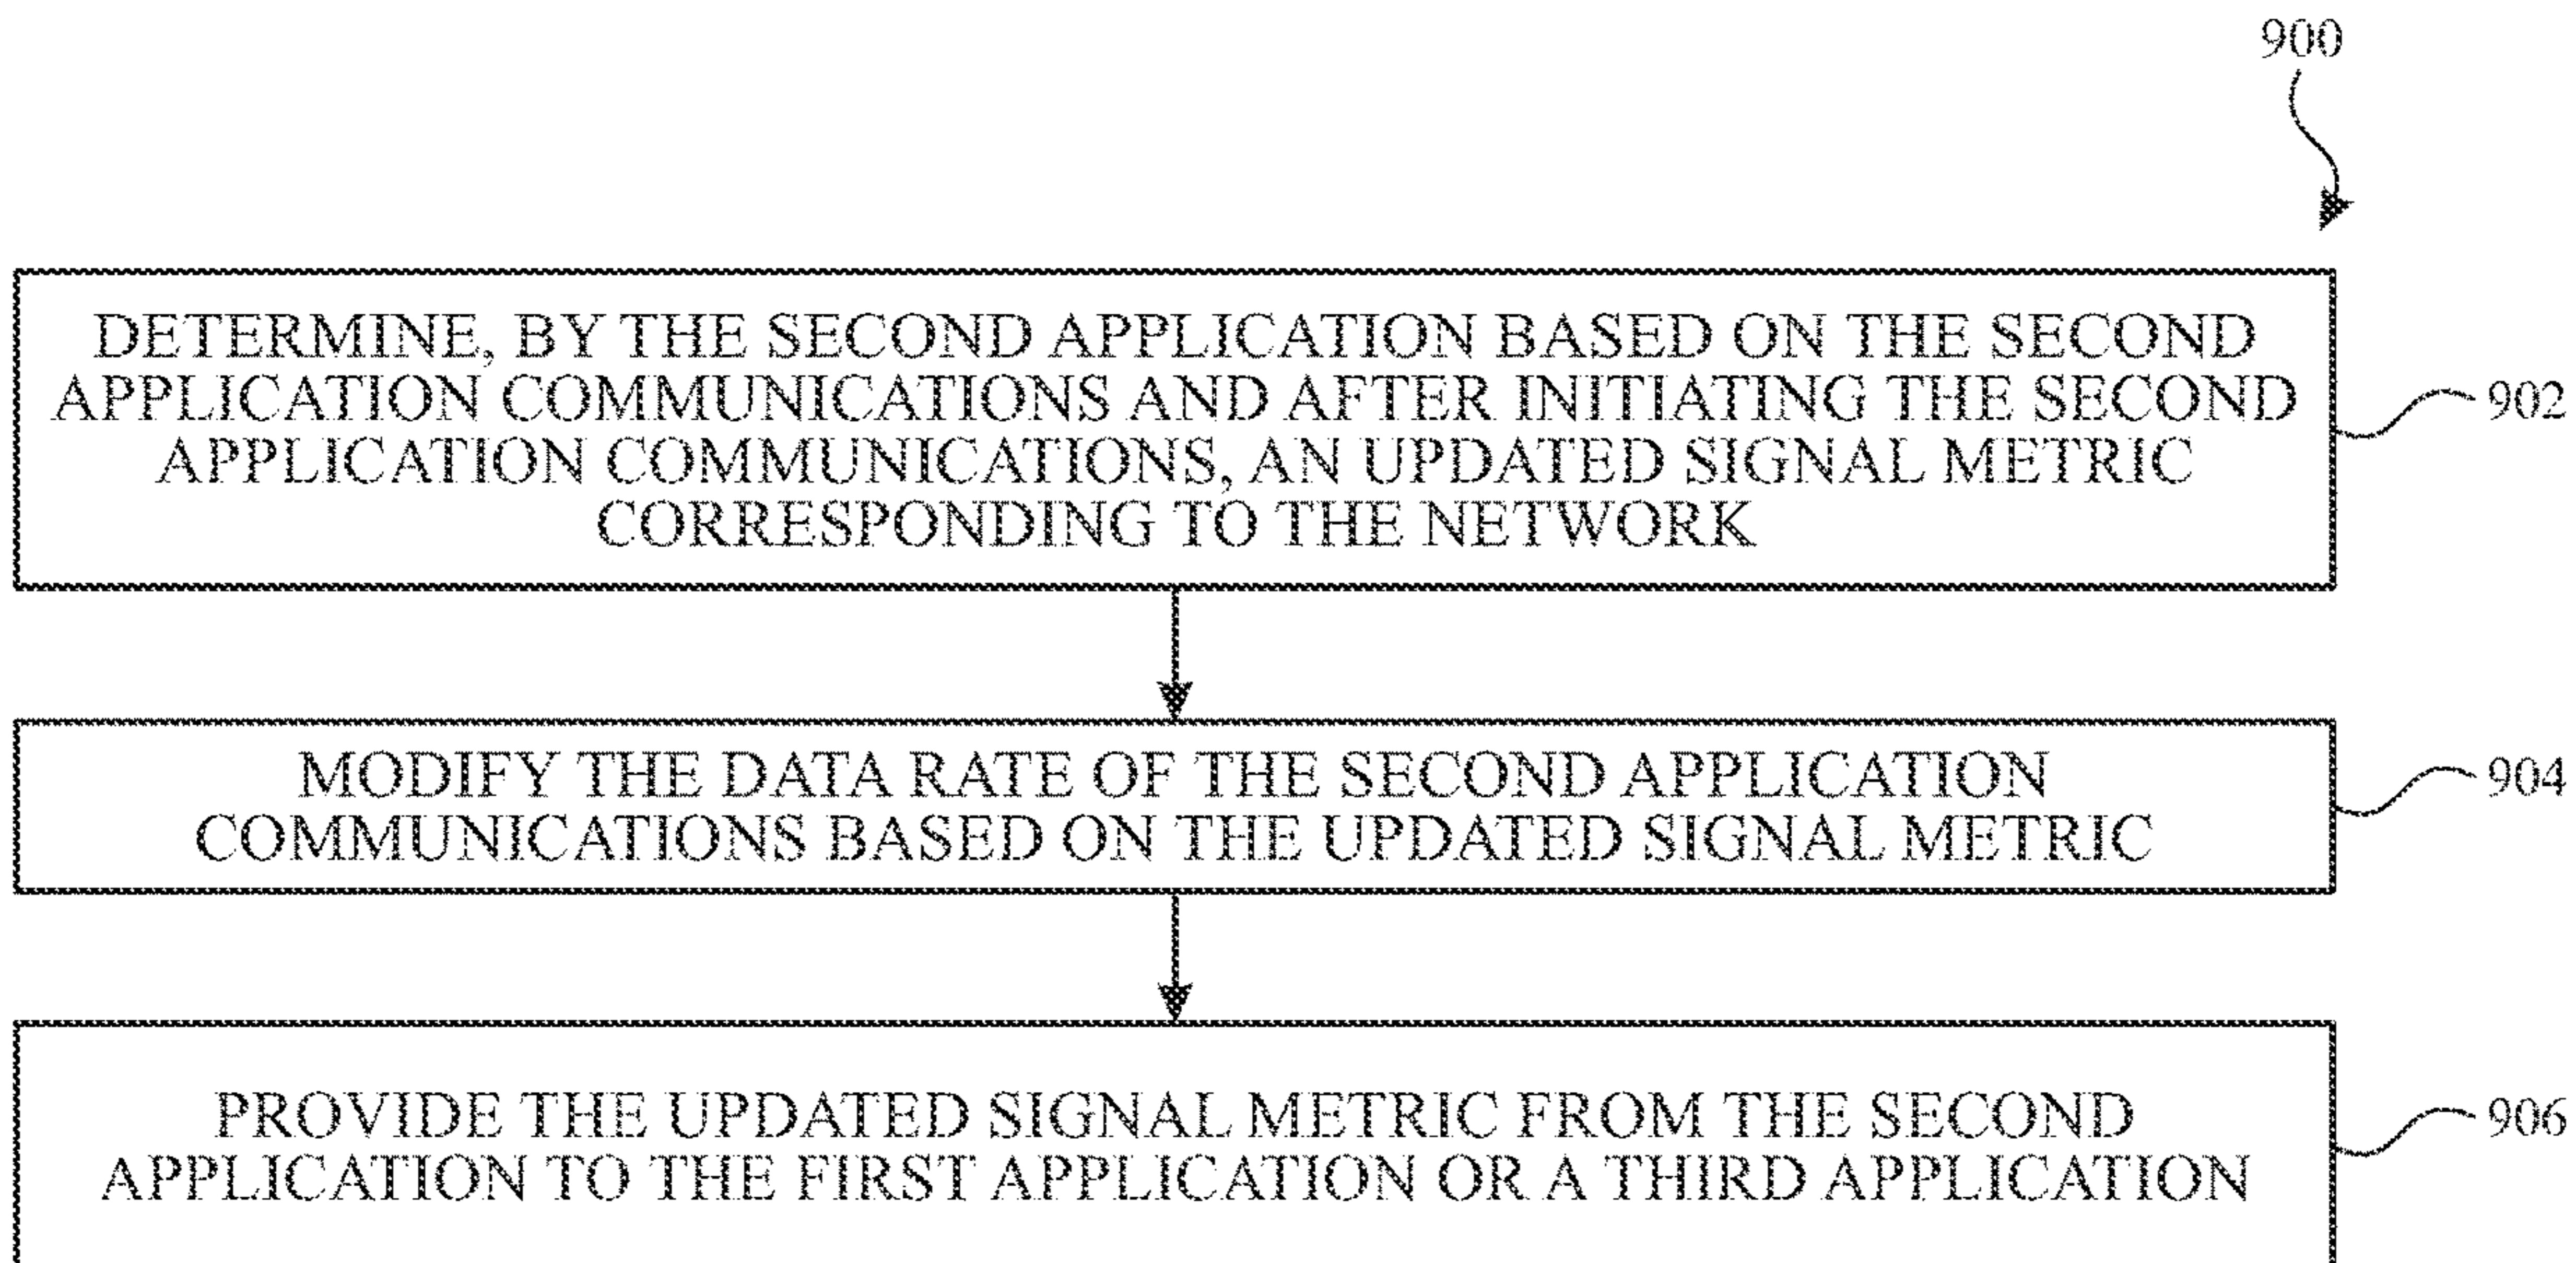 900
DETERMINE, BY THE SECOND APPLICATION BASED ON THE SECOND
APPLICATION COMMUNICATIONS AND AFTER INITIATING THE SECOND
APPLICATION COMMUNICATIONS, AN UPDATED SIGNAL METRIC
CORRESPONDING TO THE NETWORK
902
MODIFY THE DATA RATE OF THE SECOND APPLICATION
COMMUNICATIONS BASED ON THE UPDATED SIGNAL METRIC
904
PROVIDE THE UPDATED SIGNAL METRIC FROM THE SECOND
APPLICATION TO THE FIRST APPLICATION OR A THIRD APPLICATION
906